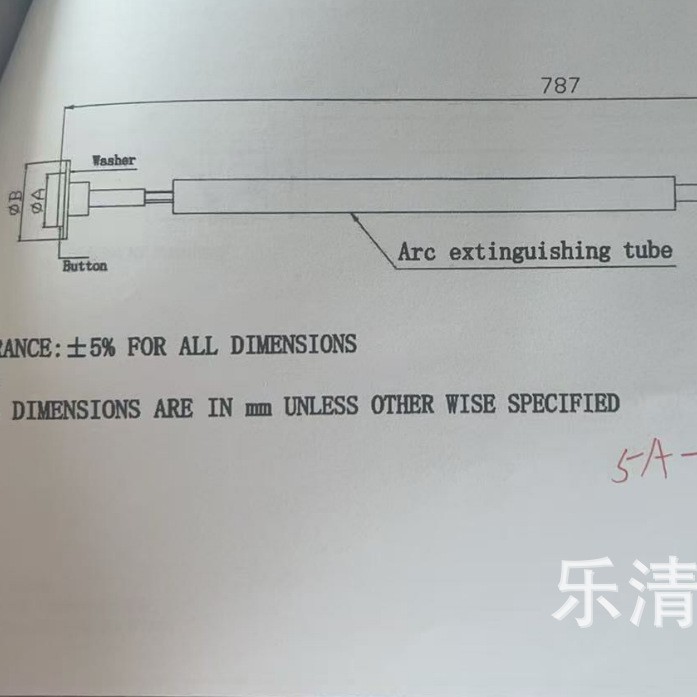 787
Washer
ØB
ØA
Button
Arc extinguishing tube
RANCE:±5% FOR ALL DIMENSIONS
DIMENSIONS ARE IN mm UNLESS OTHER WISE SPECIFIED
5A-
乐清